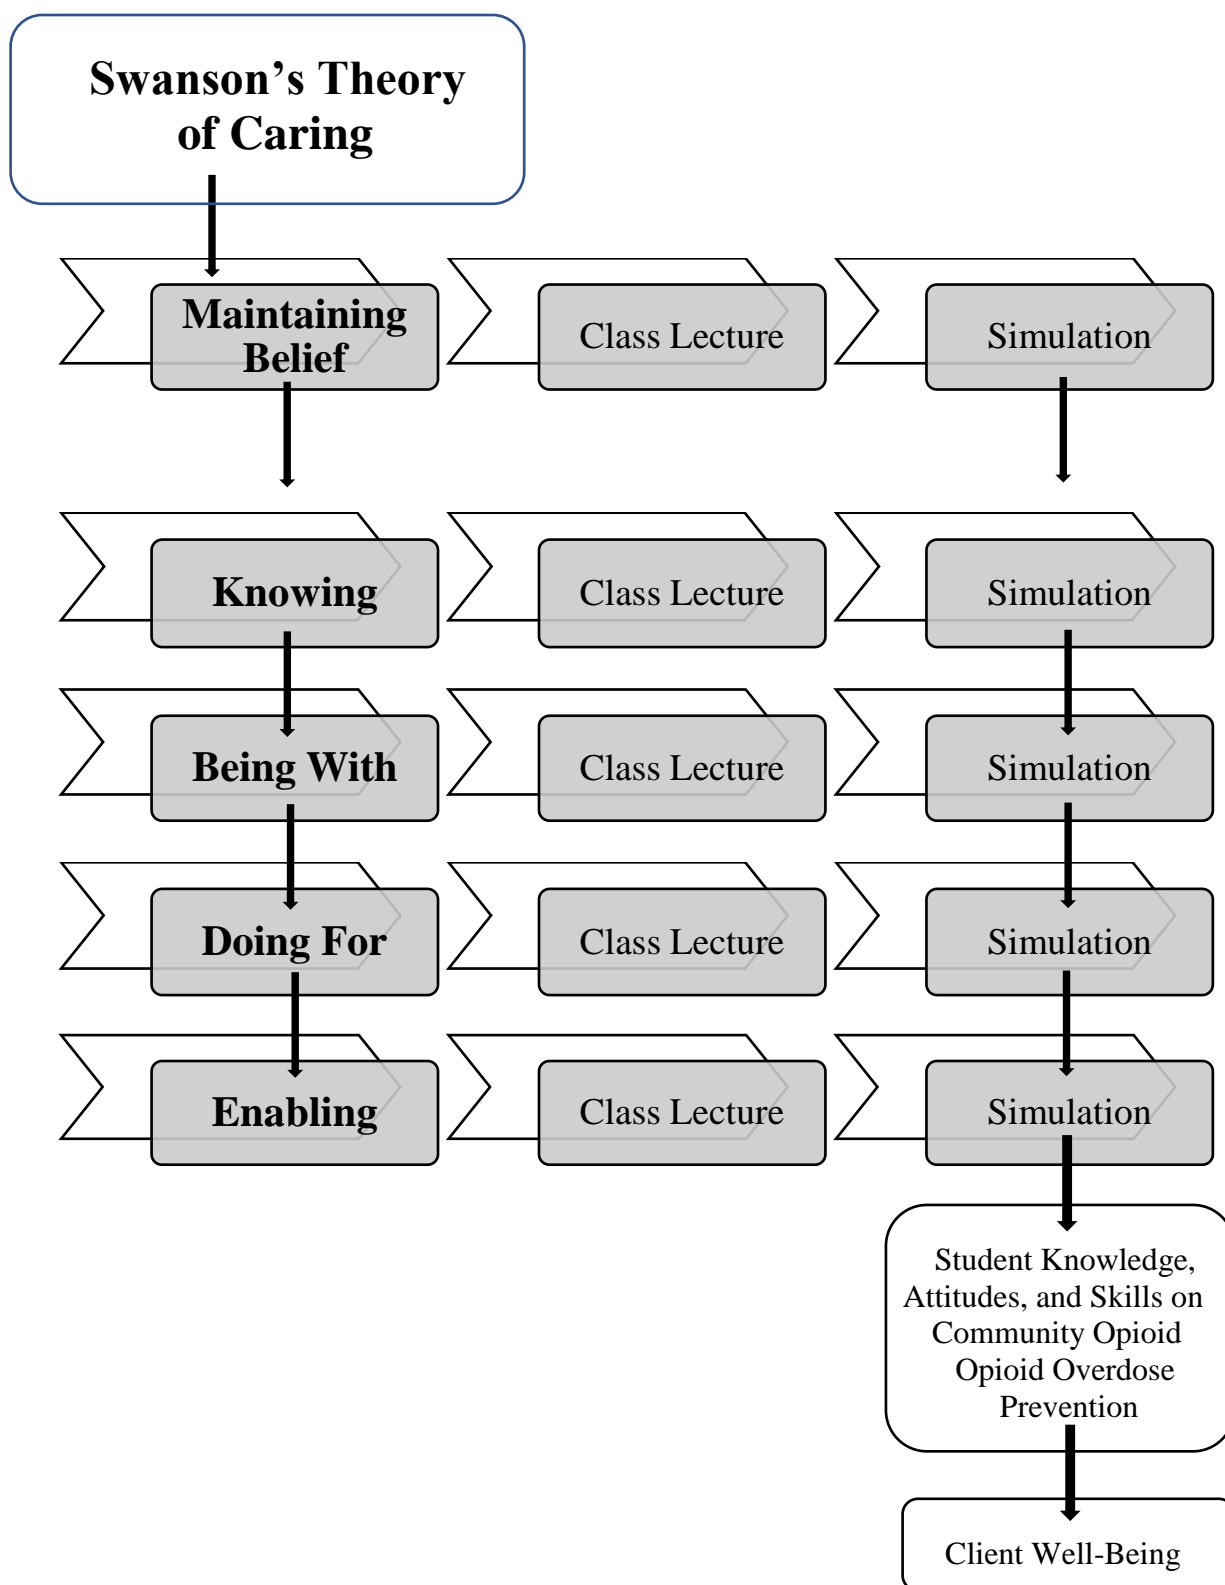 Swanson’s Theory
of Caring
Maintaining
Belief
Class Lecture
Simulation
Knowing
Class Lecture
Simulation
Being With
Class Lecture
Simulation
Doing For
Class Lecture
Simulation
Enabling
Class Lecture
Simulation
Student Knowledge,
Attitudes, and Skills on
Community Opioid
Opioid Overdose
Prevention
Client Well-Being